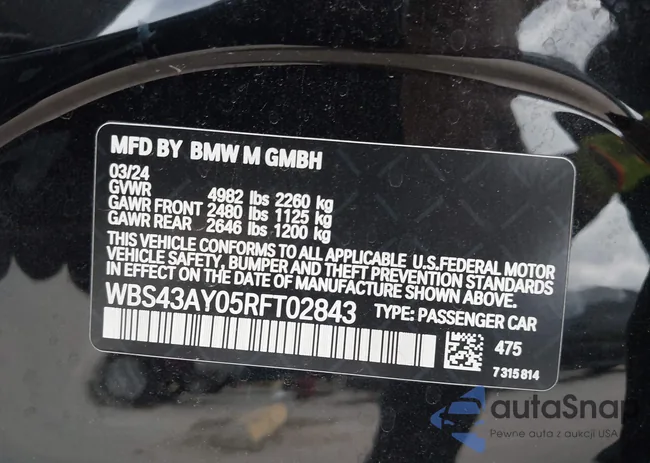 MFD BY BMW M GMBH
03/24
GVWR 4982 lbs 2260 kg
GAWR FRONT 2480 lbs 1125 kg
GAWR REAR 2646 lbs 1200 kg
THIS VEHICLE CONFORMS TO ALL APPLICABLE U.S.FEDERAL MOTOR
VEHICLE SAFETY, BUMPER AND THEFT PREVENTION STANDARDS
IN EFFECT ON THE DATE OF MANUFACTURE SHOWN ABOVE.
WBS43AY05RFT02843 TYPE: PASSENGER CAR
475
7315814
autaSnap
Pewne auta z aukcji USA